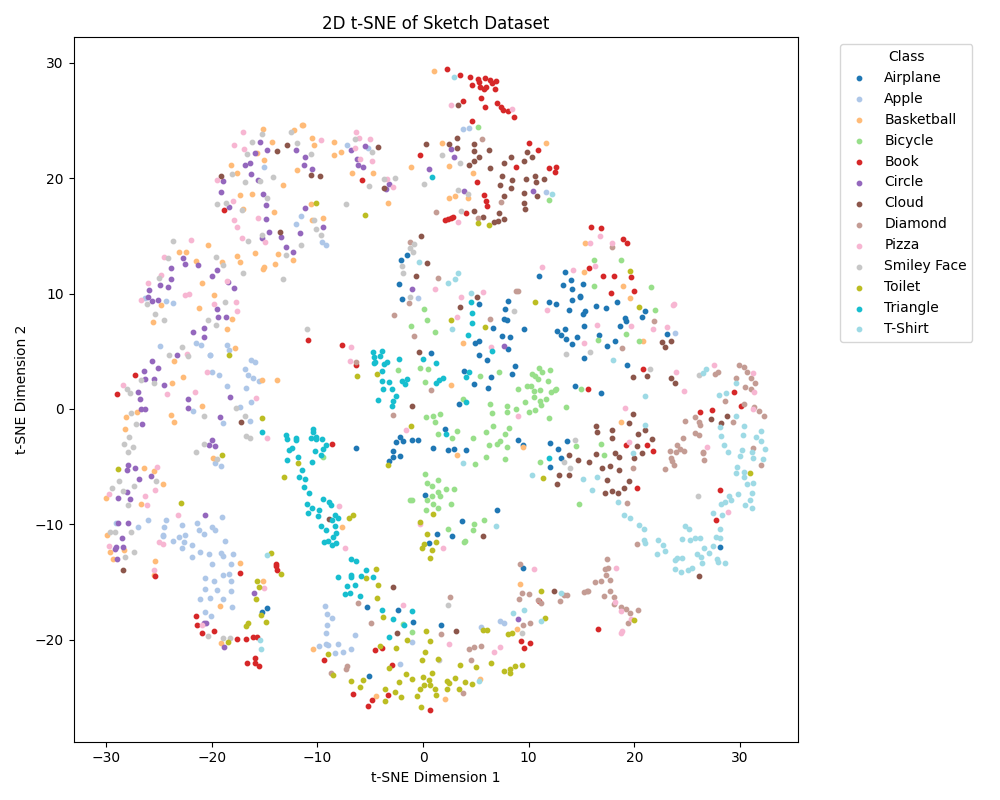 2D t-SNE of Sketch Dataset
t-SNE Dimension 2
30
20
10
0
−10
−20
−30
−20
−10
0
10
20
30
t-SNE Dimension 1
Class
Airplane
Apple
Basketball
Bicycle
Book
Circle
Cloud
Diamond
Pizza
Smiley Face
Toilet
Triangle
T-Shirt